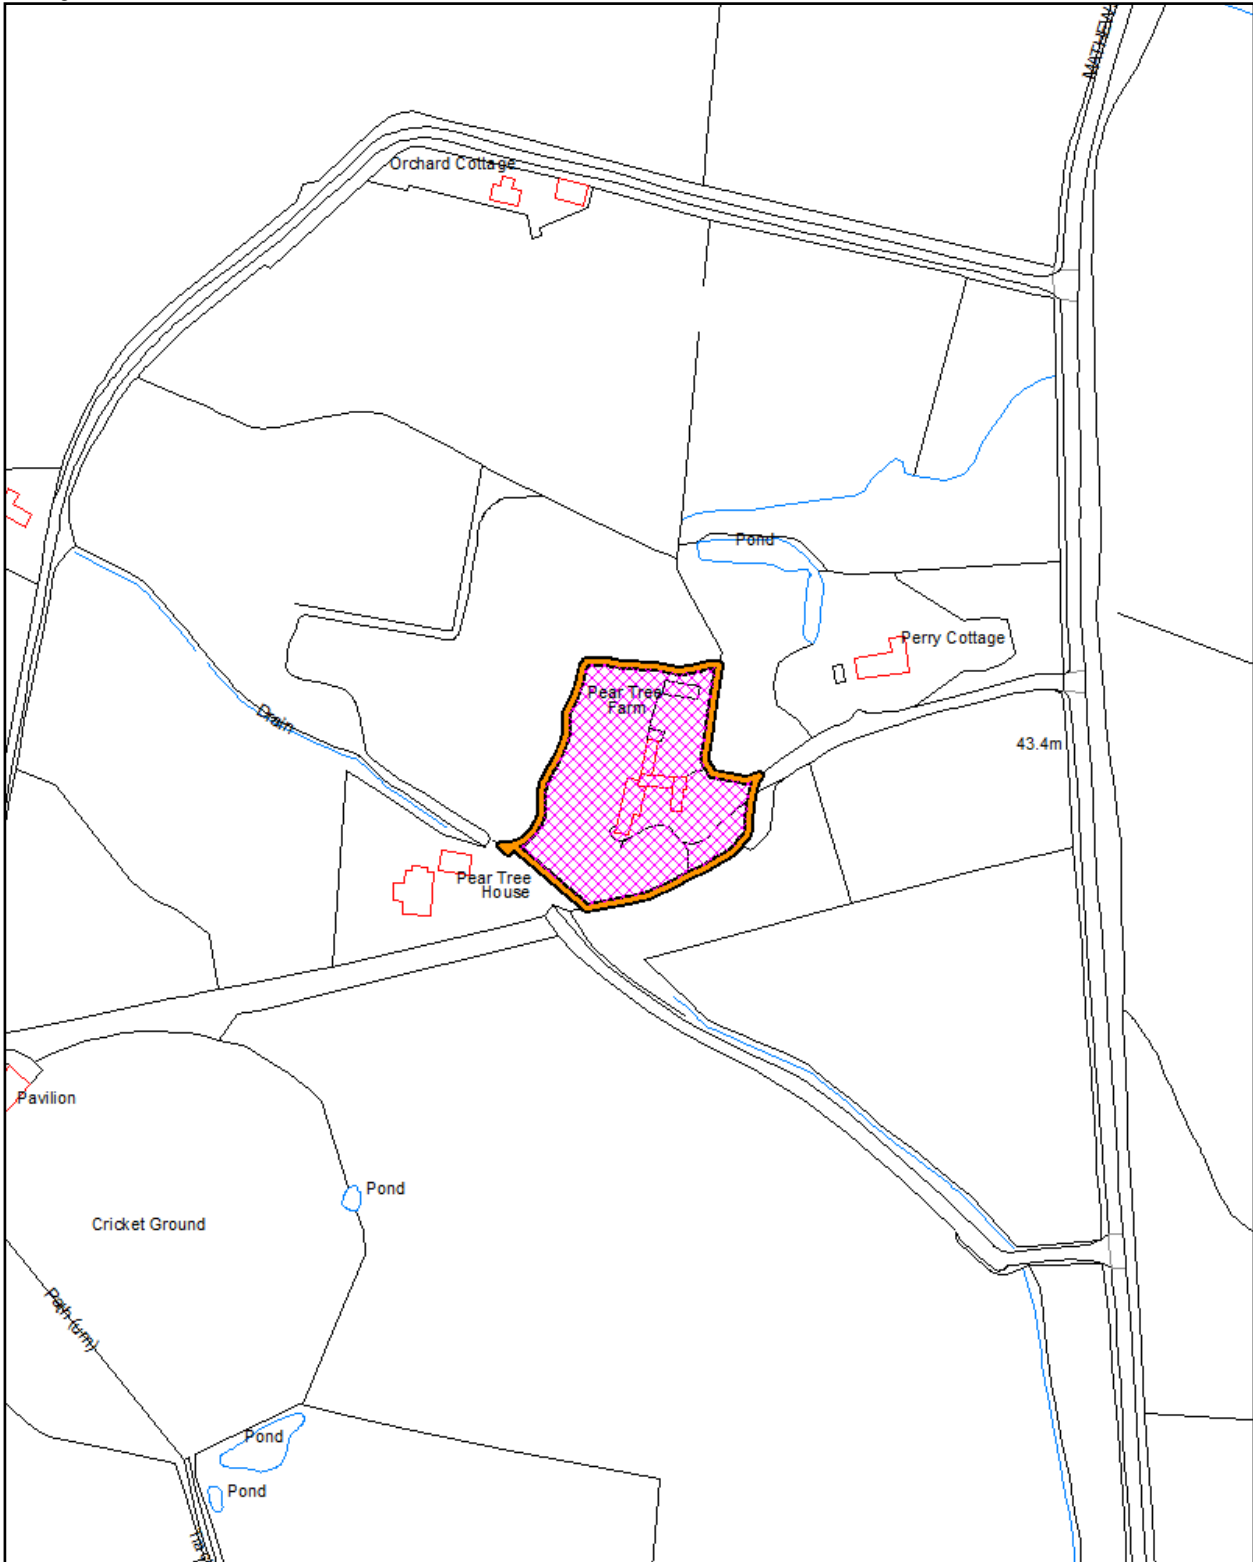 MATHEW
Orchard Cottage
Pond
Perry Cottage
Pear Tree
Farm
Drain
43.4m
Pear Tree
House
Pavilion
Pond
Cricket Ground
Path (um)
Pond
Pond